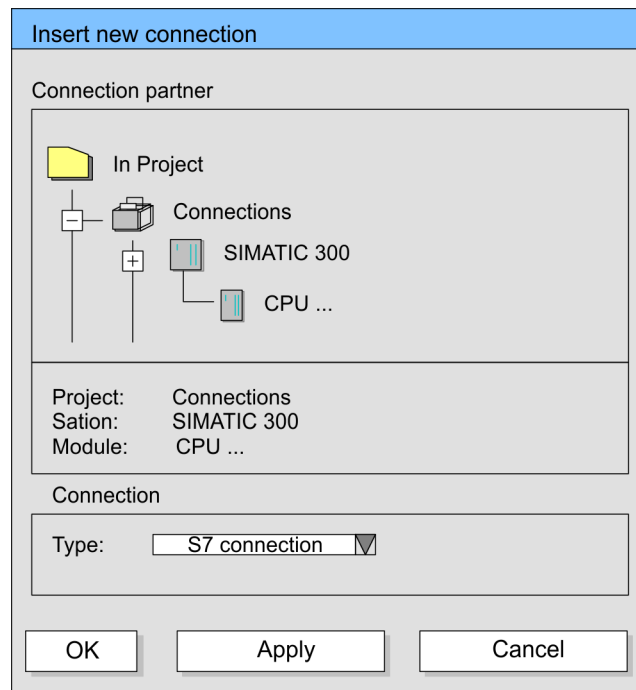 Insert new connection
Connection partner
In Project
Connections
SIMATIC 300
CPU ...
Project: Connections
Sation: SIMATIC 300
Module: CPU ...
Connection
Type: S7 connection
OK Apply Cancel